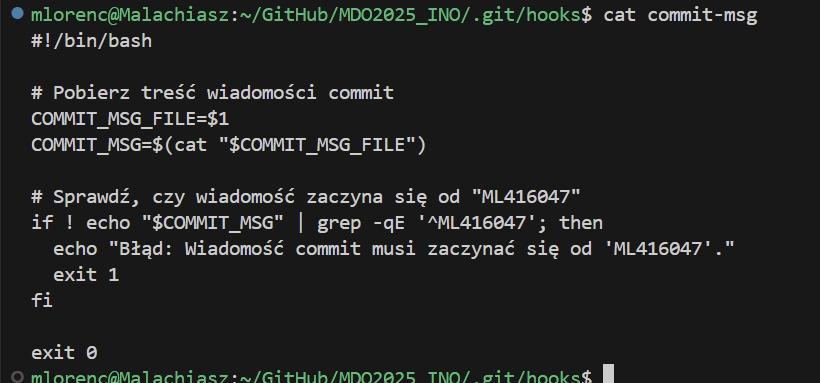 mlorenc@Malachiasz:~/GitHub/MDO2025_INO/.git/hooks$ cat commit-msg
#!/bin/bash

# Pobierz treść wiadomości commit
COMMIT_MSG_FILE=$1
COMMIT_MSG=$(cat "$COMMIT_MSG_FILE")

# Sprawdź, czy wiadomość zaczyna się od "ML416047"
if ! echo "$COMMIT_MSG" | grep -qE '^ML416047'; then
  echo "Błąd: Wiadomość commit musi zaczynać się od 'ML416047'."
  exit 1
fi

exit 0
mlorenc@Malachiasz:~/GitHub/MDO2025_INO/.git/hooks$